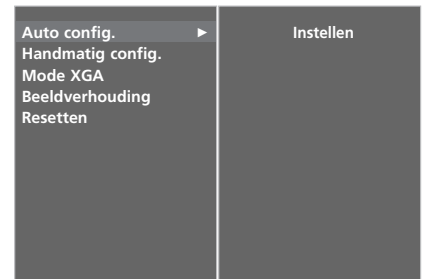 Auto config. ►
Handmatig config.
Mode XGA
Beeldverhouding
Resetten
Instellen